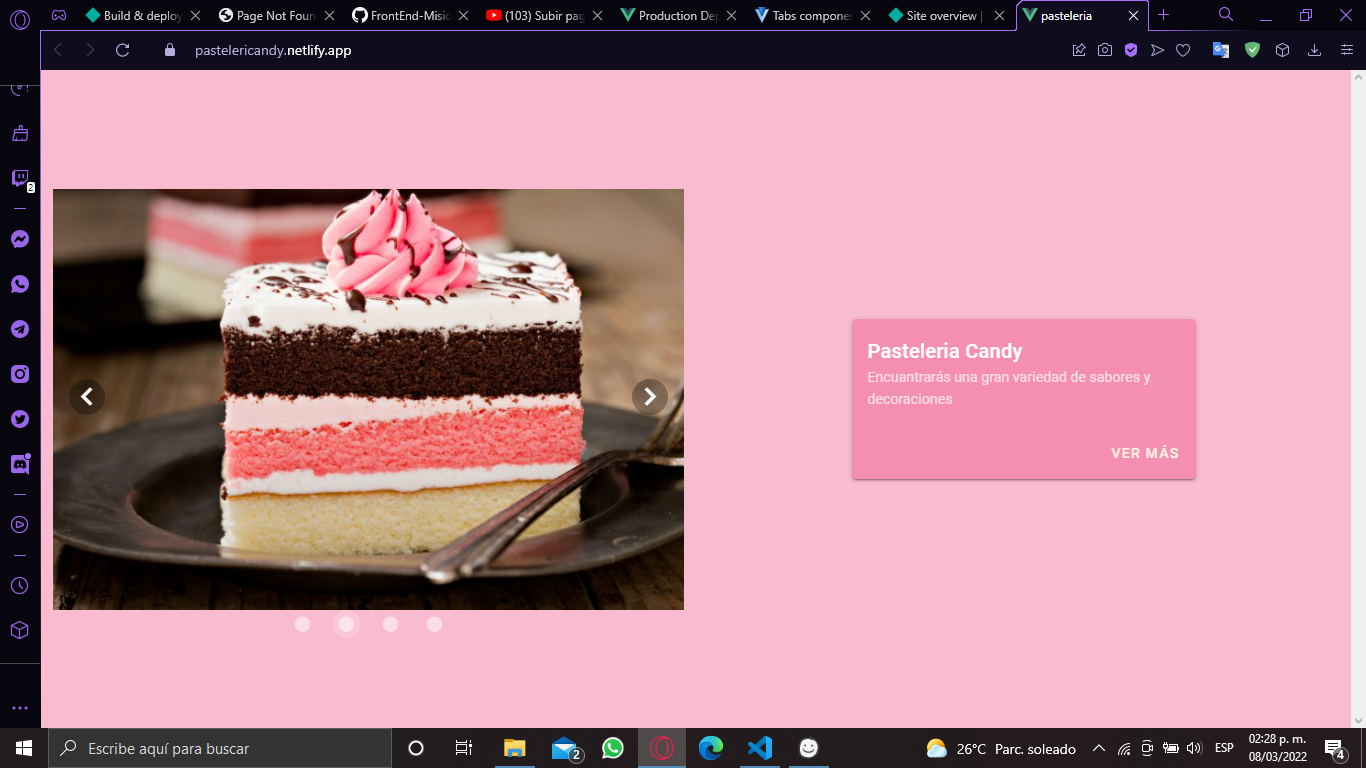 Build & deploy
Page Not Foun
FrontEnd-Misic
(103) Subir pag
Production Dep
Tabs componen
Site overview |
pasteleria
pastelericandy.netlify.app
2
Pasteleria Candy
Encuantrarás una gran variedad de sabores y
decoraciones
VER MÁS
Escribe aquí para buscar
2
26°C Parc. soleado
ESP
02:28 p. m.
08/03/2022
4